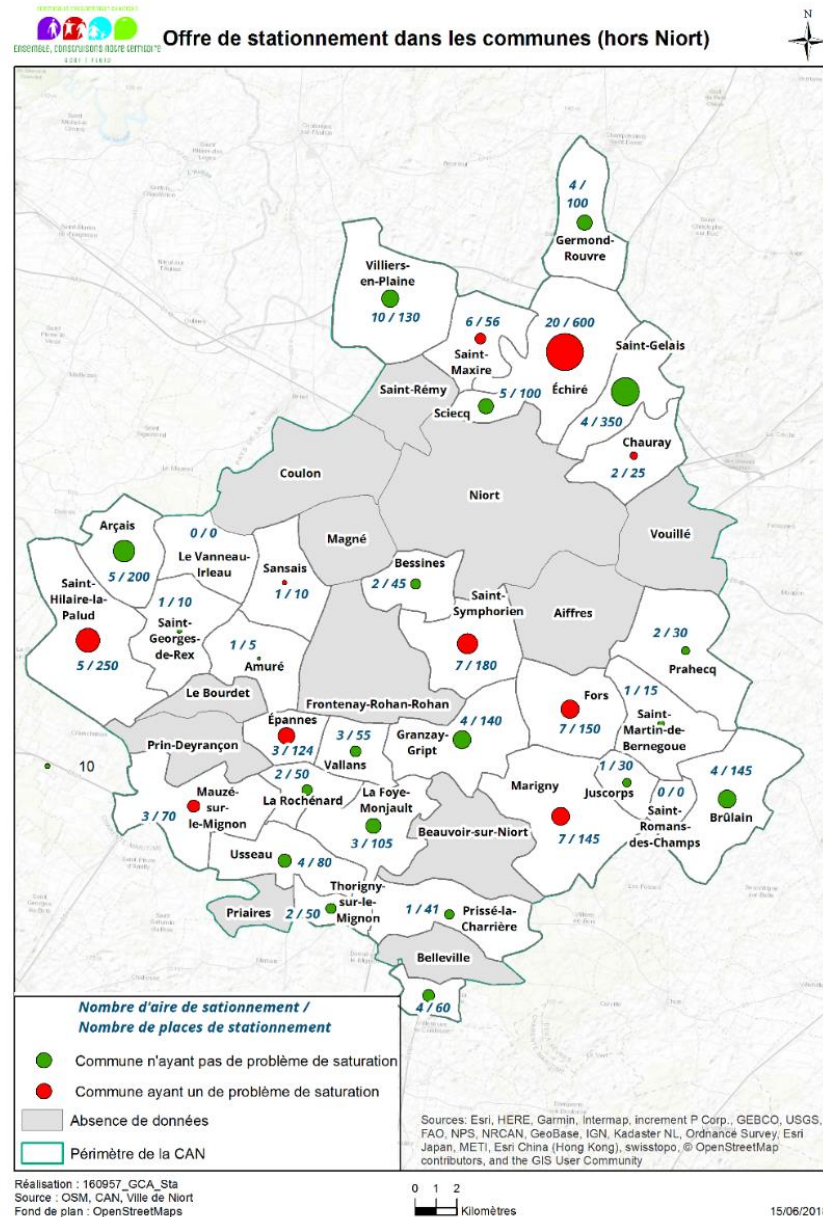 ENSEMBLE, CONSTRUISONS NOTRE TERRITOIRE
Offre de stationnement dans les communes (hors Niort)
N
4 /
100
Germond-
Rouvre
Villiers-
en-Plaine
10 / 130
6 / 56
Saint-
Maxire
20 / 600
Échiré
Saint-Gelais
4 / 350
Saint-Rémy
5 / 100
Sciecq
Chauray
2 / 25
Coulon
Niort
Vouillé
Magné
Arçais
5 / 200
0 / 0
Le Vanneau-
Irleau
Sansais
1 / 10
Bessines
2 / 45
Saint-
Symphorien
7 / 180
Aiffres
Saint-
Hilaire-la-
Palud
5 / 250
1 / 10
Saint-
Georges-
de-Rex
1 / 5
Amuré
2 / 30
Prahecq
Le Bourdet
Frontenay-Rohan-Rohan
Fors
7 / 150
1 / 15
Saint-
Martin-de-
Bernegoue
Prin-Deyrançon
Épannes
3 / 124
3 / 55
Vallans
4 / 140
Granzay-
Gript
10
Mauzé-
sur-
le-Mignon
3 / 70
2 / 50
La Rochénard
La Foye-
Monjault
3 / 105
Marigny
7 / 145
1 / 30
Juscorps
0 / 0
Saint-
Romans-
des-Champs
4 / 145
Brûlain
Beauvoir-sur-Niort
Usseau
4 / 80
Priaires
Thorigny-
sur-le-
Mignon
2 / 50
1 / 41
Prissé-la-
Charrière
Belleville
4 / 60
Nombre d'aire de sationnement /
Nombre de places de stationnement
Commune n'ayant pas de problème de saturation
Commune ayant un de problème de saturation
Absence de données
Périmètre de la CAN
Sources: Esri, HERE, Garmin, Intermap, increment P Corp., GEBCO, USGS,
FAO, NPS, NRCAN, GeoBase, IGN, Kadaster NL, Ordnance Survey, Esri
Japan, METI, Esri China (Hong Kong), swisstopo, © OpenStreetMap
contributors, and the GIS User Community
Réalisation : 160957_GCA_Sta
Source : OSM, CAN, Ville de Niort
Fond de plan : OpenStreetMaps
0 1 2
Kilomètres
15/06/2018